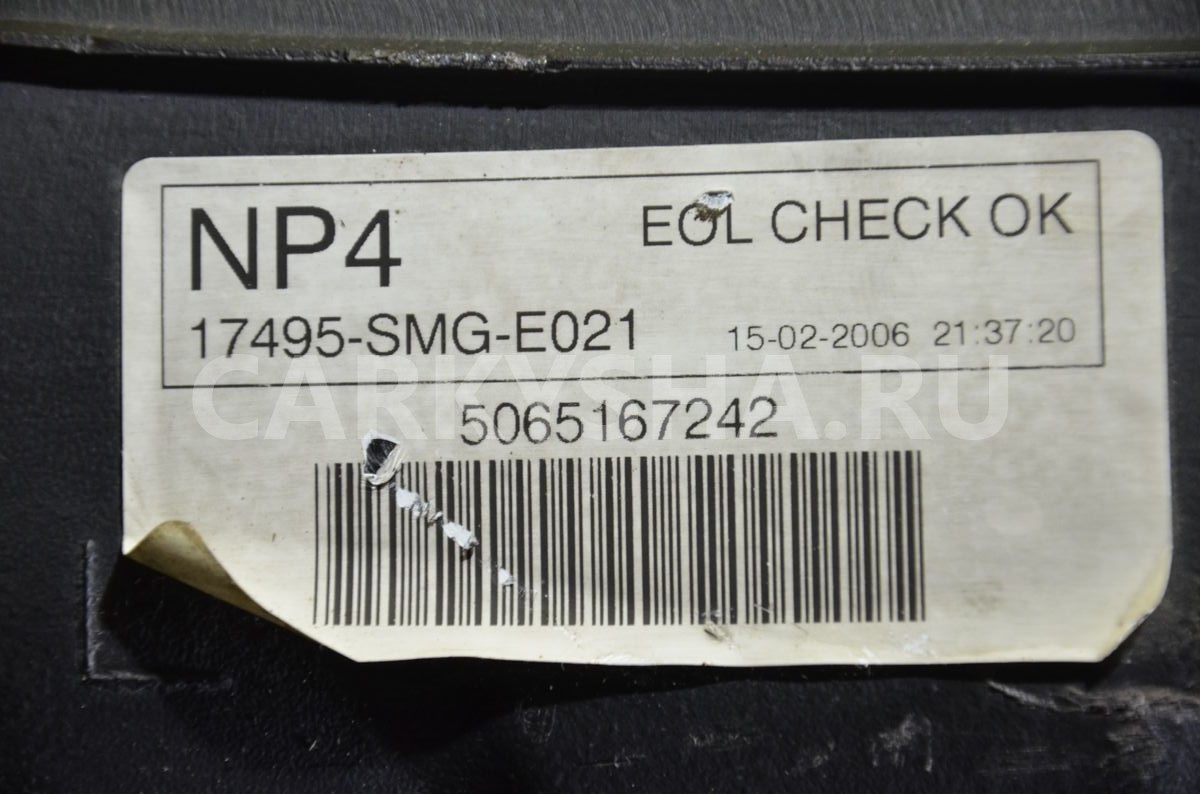 NP4 EOL CHECK OK
17495-SMG-E021 15-02-2006 21:37:20
CARKYSHA.RU
5065167242